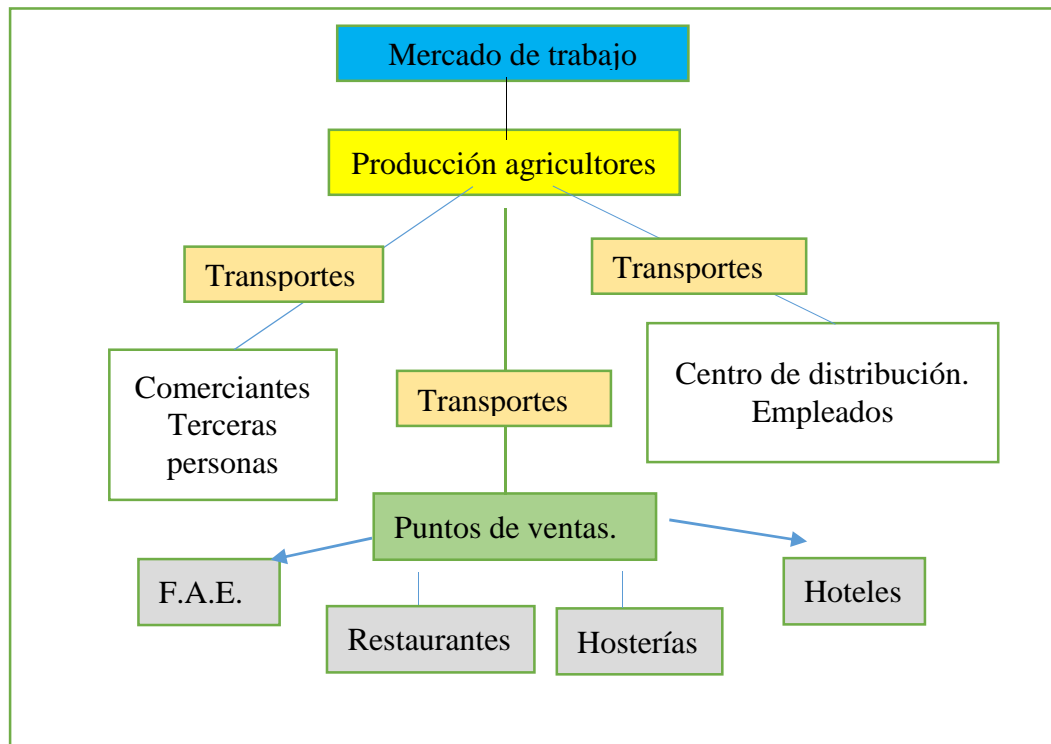 Mercado de trabajo
Producción agricultores
Transportes
Transportes
Comerciantes
Terceras
personas
Transportes
Centro de distribución.
Empleados
Puntos de ventas.
F.A.E.
Restaurantes
Hosterías
Hoteles